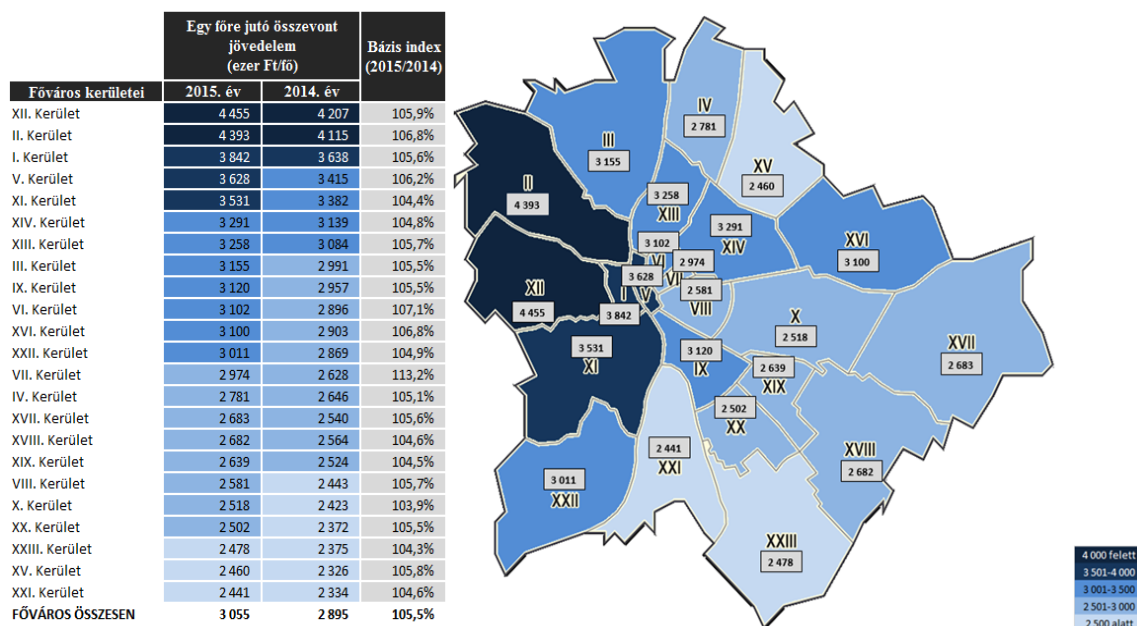 Egy főre jutó összevont
jövedelem
(ezer Ft/fő)
Bázis index
(2015/2014)
Főváros kerületei 2015. év 2014. év
XII. Kerület 4 455 4 207 105,9%
II. Kerület 4 393 4 115 106,8%
I. Kerület 3 842 3 638 105,6%
V. Kerület 3 628 3 415 106,2%
XI. Kerület 3 531 3 382 104,4%
XIV. Kerület 3 291 3 139 104,8%
XIII. Kerület 3 258 3 084 105,7%
III. Kerület 3 155 2 991 105,5%
IX. Kerület 3 120 2 957 105,5%
VI. Kerület 3 102 2 896 107,1%
XVI. Kerület 3 100 2 903 106,8%
XXII. Kerület 3 011 2 869 104,9%
VII. Kerület 2 974 2 628 113,2%
IV. Kerület 2 781 2 646 105,1%
XVII. Kerület 2 683 2 540 105,6%
XVIII. Kerület 2 682 2 564 104,6%
XIX. Kerület 2 639 2 524 104,5%
VIII. Kerület 2 581 2 443 105,7%
X. Kerület 2 518 2 423 103,9%
XX. Kerület 2 502 2 372 105,5%
XXIII. Kerület 2 478 2 375 104,3%
XV. Kerület 2 460 2 326 105,8%
XXI. Kerület 2 441 2 334 104,6%
FŐVÁROS ÖSSZESEN 3 055 2 895 105,5%
IV
2 781
III
3 155
XV
2 460
II
4 393
3 258
XIII
3 291
XIV
XVI
3 100
3 102
VI
2 974
3 628
V
I
3 842
2 581
VIII
XII
4 455
X
2 518
3 531
XI
3 120
IX
XVII
2 683
2 639
XIX
2 502
XX
XVIII
2 682
2 441
XXI
3 011
XXII
XXIII
2 478
4 000 felett
3 501-4 000
3 001-3 500
2 501-3 000
2 500 alatt